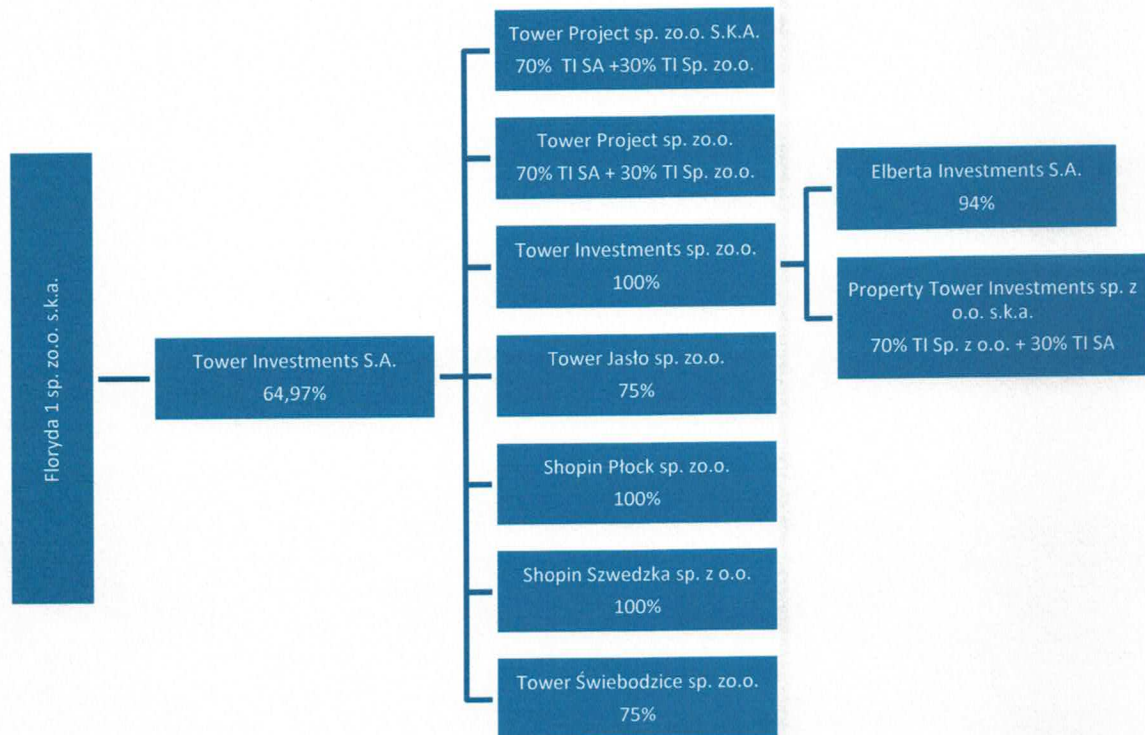 Floryda 1 sp. zo.o. s.k.a.
Tower Investments S.A.
64,97%
Tower Project sp. zo.o. S.K.A.
70% TI SA +30% TI Sp. zo.o.
Tower Project sp. zo.o.
70% TI SA + 30% TI Sp. zo.o.
Tower Investments sp. zo.o.
100%
Tower Jasło sp. zo.o.
75%
Shopin Płock sp. zo.o.
100%
Shopin Szwedzka sp. z o.o.
100%
Tower Świebodzice sp. zo.o.
75%
Elberta Investments S.A.
94%
Property Tower Investments sp. z
o.o. s.k.a.
70% TI Sp. z o.o. + 30% TI SA